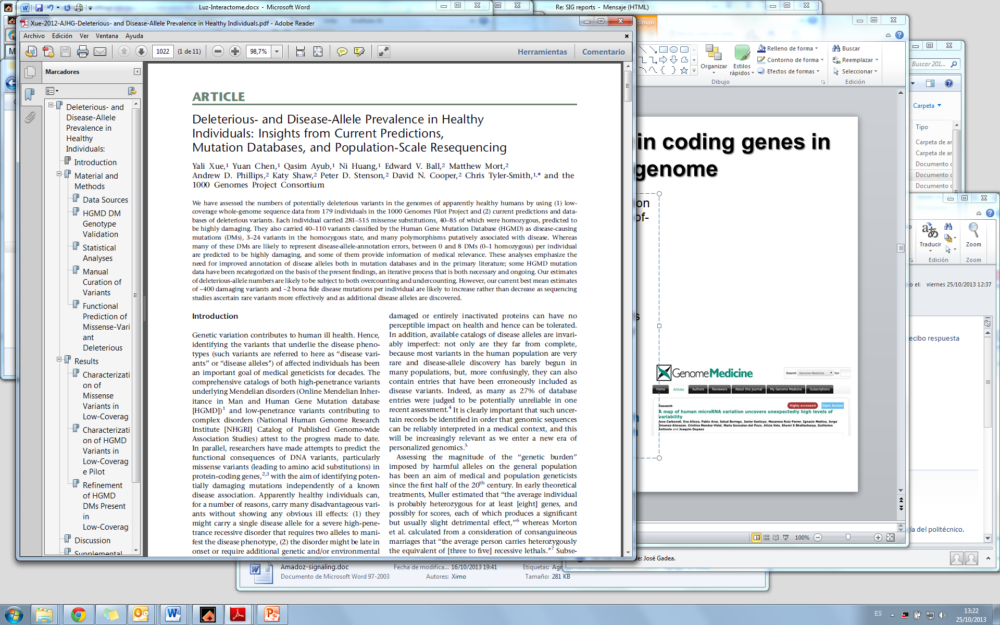 Luz-Interactome.docx - Microsoft Word
Re: SIG reports - Mensaje (HTML)
Xue-2012-AJHG-Deleterious- and Disease-Allele Prevalence in Healthy Individuals.pdf - Adobe Reader
Archivo Edición Ver Ventana Ayuda
1022 (1 de 11) 98,7% Herramientas Comentario
Marcadores
Deleterious- and
Disease-Allele
Prevalence in
Healthy
Individuals:
Introduction
Material and
Methods
Data Sources
HGMD DM
Genotype
Validation
Statistical
Analyses
Manual
Curation of
Variants
Functional
Prediction of
Missense-Vari
ant
Deleterious
Results
Characterizati
on of
Missense
Variants in
Low-Coverag
Characterizati
on of HGMD
Variants in
Low-Coverag
e Pilot
Refinement
of HGMD
DMs Present
in
Low-Coverag
Discussion
Supplemental
ARTICLE
Deleterious- and Disease-Allele Prevalence in Healthy
Individuals: Insights from Current Predictions,
Mutation Databases, and Population-Scale Resequencing
Yali Xue,1 Yuan Chen,1 Qasim Ayub,1 Ni Huang,1 Edward V. Ball,2 Matthew Mort,2
Andrew D. Phillips,2 Katy Shaw,2 Peter D. Stenson,2 David N. Cooper,2 Chris Tyler-Smith,1,* and the
1000 Genomes Project Consortium
We have assessed the numbers of potentially deleterious variants in the genomes of apparently healthy humans by using (1) low-
coverage whole-genome sequence data from 179 individuals in the 1000 Genomes Pilot Project and (2) current predictions and data-
bases of deleterious variants. Each individual carried 281–515 missense substitutions, 40–85 of which were homozygous, predicted to
be highly damaging. They also carried 40–110 variants classified by the Human Gene Mutation Database (HGMD) as disease-causing
mutations (DMs), 3–24 variants in the homozygous state, and many polymorphisms putatively associated with disease. Whereas
many of these DMs are likely to represent disease-allele-annotation errors, between 0 and 8 DMs (0–1 homozygous) per individual
are predicted to be highly damaging, and some of them provide information of medical relevance. These analyses emphasize the
need for improved annotation of disease alleles both in mutation databases and in the primary literature; some HGMD mutation
data have been recategorized on the basis of the present findings, an iterative process that is both necessary and ongoing. Our estimates
of deleterious-allele numbers are likely to be subject to both overcounting and undercounting. However, our current best mean estimates
of ~400 damaging variants and ~2 bona fide disease mutations per individual are likely to increase rather than decrease as sequencing
studies ascertain rare variants more effectively and as additional disease alleles are discovered.
Introduction
Genetic variation contributes to human ill health. Hence,
identifying the variants that underlie the disease pheno-
types (such variants are referred to here as “disease vari-
ants” or “disease alleles”) of affected individuals has been
an important goal of medical geneticists for decades. The
comprehensive catalogs of both high-penetrance variants
underlying Mendelian disorders (Online Mendelian Inher-
itance in Man and Human Gene Mutation database
[HGMD])1 and low-penetrance variants contributing to
complex disorders (National Human Genome Research
Institute [NHGRI] Catalog of Published Genome-wide
Association Studies) attest to the progress made to date.
In parallel, researchers have made attempts to predict the
functional consequences of DNA variants, particularly
missense variants (leading to amino acid substitutions) in
protein-coding genes,2,3 with the aim of identifying poten-
tially damaging mutations independently of a known
disease association. Apparently healthy individuals can,
for a number of reasons, carry many disadvantageous vari-
ants without showing any obvious ill effects: (1) they
might carry a single disease allele for a severe high-pene-
trance recessive disorder that requires two alleles to mani-
fest the disease phenotype, (2) the disorder might be late in
onset or require additional genetic and/or environmental
damaged or entirely inactivated proteins can have no
perceptible impact on health and hence can be tolerated.
In addition, available catalogs of disease alleles are invari-
ably imperfect: not only are they far from complete,
because most variants in the human population are very
rare and disease-allele discovery has barely begun in
many populations, but, more confusingly, they can also
contain entries that have been erroneously included as
disease variants. Indeed, as many as 27% of database
entries were judged to be potentially unreliable in one
recent assessment.4 It is clearly important that such uncer-
tain records be identified in order that genomic sequences
can be reliably interpreted in a medical context, and this
will be increasingly relevant as we enter a new era of
personalized genomics.5
Assessing the magnitude of the “genetic burden”
imposed by harmful alleles on the general population
has been an aim of medical and population geneticists
since the first half of the 20th century. In early theoretical
treatments, Muller estimated that “the average individual
is probably heterozygous for at least [eight] genes, and
possibly for scores, each of which produces a significant
but usually slight detrimental effect,”6 whereas Morton
et al. calculated from a consideration of consanguineous
marriages that “the average person carries heterozygously
the equivalent of [three to five] recessive lethals.”7 Subse-
dibujo
Organizar
Estilos
rápidos
Relleno de forma
Contorno de forma
Efectos de formas
Dibujo
Buscar
Reemplazar
Seleccionar
Edición
in coding genes in
genome
on
of-
s
GenomeMedicine
Search Genome Medicine for
Home Articles Authors Reviewers About this journal My Genome Medicine Subscriptions
Research Highly accessed Open Access
A map of human microRNA variation uncovers unexpectedly high levels of
variability
Jose Carbonell, Eva Alloza, Pablo Arce, Salud Borrego, Javier Santoyo, Macarena Ruiz-Ferrer, Ignacio Medina, Jorge
Jimenez-Almazan, Cristina Mendez-Vidal, Maria Gonzalez-del Pozo, Alicia Vela, Shomi S Bhattacharya, Guillermo
Antinolo and Joaquin Dopazo
100%
Buscar 201...
Carpeta
Tipo
Carpeta de ar
Carpeta de ar
Documento c
Documento c
Documento c
Traducir
Zoom
Edición Zoom
o el: viernes 25/10/2013 12:37
ecibo respuesta
gía del politécnico.
de: José Gadea.
Amadoz-signaling.doc Fecha de modifica... 16/10/2013 19:41 Etiquetas: Agr
Documento de Microsoft Word 97-2003 Autores: Ximo Tamaño: 281 KB
ES
13:22
25/10/2013